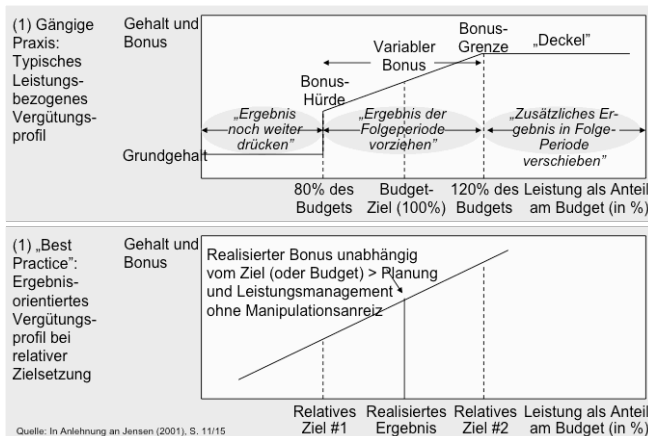 (1) Gängige
Praxis:
Typisches
Leistungs-
bezogenes
Vergütungs-
profil
Gehalt und
Bonus
Grundgehalt
Bonus-
Hürde
Variabler
Bonus
Bonus-
Grenze
„Deckel”
„Ergebnis
noch weiter
drücken”
„Ergebnis der
Folgeperiode
vorziehen”
„Zusätzliches Er-
gebnis in Folge-
Periode
verschieben”
80% des
Budgets
Budget-
Ziel (100%)
120% des
Budgets
Leistung als Anteil
am Budget (in %)
(1) „Best
Practice”:
Ergebnis-
orientiertes
Vergütungs-
profil bei
relativer
Zielsetzung
Gehalt und
Bonus
Realisierter Bonus unabhängig
vom Ziel (oder Budget) > Planung
und Leistungsmanagement
ohne Manipulationsanreiz
Relatives
Ziel #1
Realisiertes
Ergebnis
Relatives
Ziel #2
Leistung als Anteil
am Budget (in %)
Quelle: In Anlehnung an Jensen (2001), S. 11/15